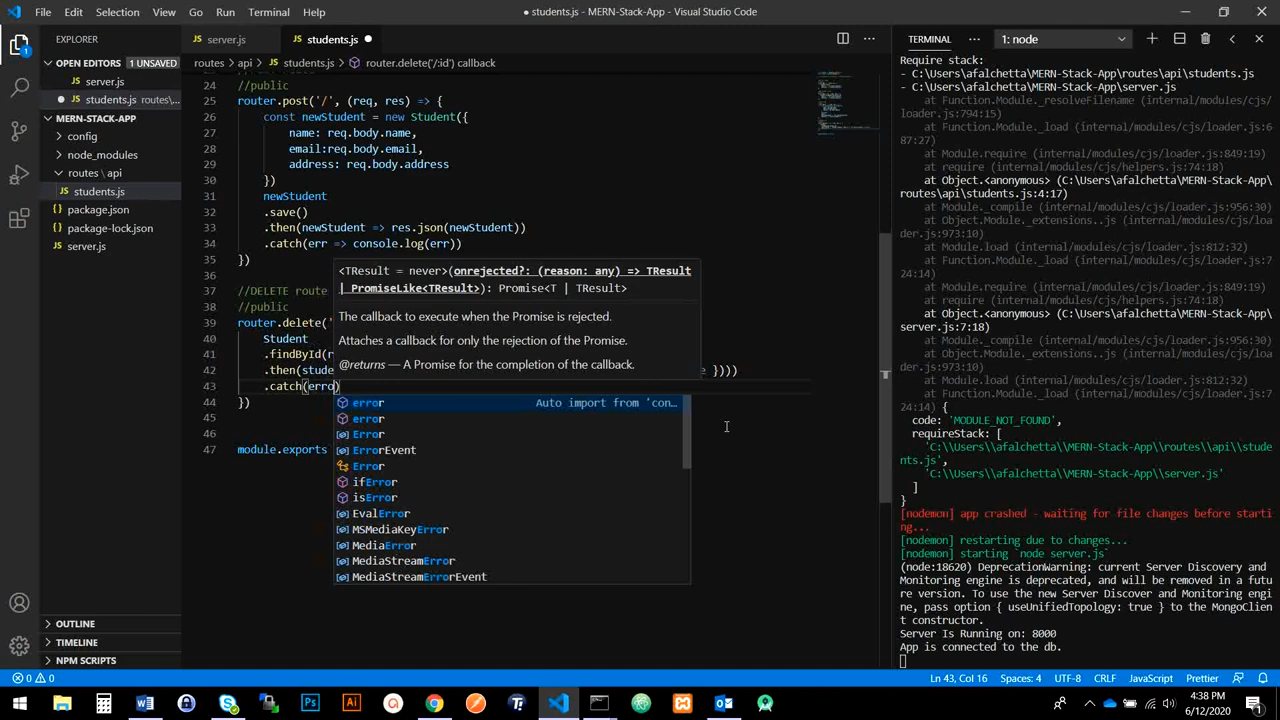 File Edit Selection View Go Run Terminal Help
● students.js - MERN-Stack-App - Visual Studio Code
EXPLORER
OPEN EDITORS 1 UNSAVED
server.js
students.js routes\...
MERN-STACK-APP
config
node_modules
routes \ api
students.js
package.json
package-lock.json
server.js
OUTLINE
TIMELINE
NPM SCRIPTS
server.js
students.js
routes > api > students.js > router.delete('/:id') callback
24 //public
25 router.post('/', (req, res) => {
26 const newStudent = new Student({
27 name: req.body.name,
28 email:req.body.email,
29 address: req.body.address
30 })
31 newStudent
32 .save()
33 .then(newStudent => res.json(newStudent))
34 .catch(err => console.log(err))
35 })
36
37 //DELETE route
38 //public
39 router.delete('
40 Student
41 .findById(r
42 .then(stude })))
43 .catch(erro)
44 })
45
46
47 module.exports
<TResult = never>(onrejected?: (reason: any) => TResult
| PromiseLike<TResult>): Promise<T | TResult>
The callback to execute when the Promise is rejected.
Attaches a callback for only the rejection of the Promise.
@returns — A Promise for the completion of the callback.
error Auto import from 'con...
error
Error
ErrorEvent
Error
ifError
isError
EvalError
MSMediaKeyError
MediaError
MediaStreamError
MediaStreamErrorEvent
TERMINAL ... 1: node
Require stack:
- C:\Users\afalchetta\MERN-Stack-App\routes\api\students.js
- C:\Users\afalchetta\MERN-Stack-App\server.js
at Function.Module._resolveFilename (internal/modules/cjs/
loader.js:794:15)
at Function.Module._load (internal/modules/cjs/loader.js:6
87:27)
at Module.require (internal/modules/cjs/loader.js:849:19)
at require (internal/modules/cjs/helpers.js:74:18)
at Object.<anonymous> (C:\Users\afalchetta\MERN-Stack-App\
routes\api\students.js:4:17)
at Module._compile (internal/modules/cjs/loader.js:956:30)
at Object.Module._extensions..js (internal/modules/cjs/loa
der.js:973:10)
at Module.load (internal/modules/cjs/loader.js:812:32)
at Function.Module._load (internal/modules/cjs/loader.js:7
24:14)
at Module.require (internal/modules/cjs/loader.js:849:19)
at require (internal/modules/cjs/helpers.js:74:18)
at Object.<anonymous> (C:\Users\afalchetta\MERN-Stack-App\
server.js:7:18)
at Module._compile (internal/modules/cjs/loader.js:956:30)
at Object.Module._extensions..js (internal/modules/cjs/loa
der.js:973:10)
at Module.load (internal/modules/cjs/loader.js:812:32)
at Function.Module._load (internal/modules/cjs/loader.js:7
24:14) {
code: 'MODULE_NOT_FOUND',
requireStack: [
'C:\\Users\\afalchetta\\MERN-Stack-App\\routes\\api\\stude
nts.js',
'C:\\Users\\afalchetta\\MERN-Stack-App\\server.js'
]
}
[nodemon] app crashed - waiting for file changes before starti
ng...
[nodemon] restarting due to changes...
[nodemon] starting `node server.js`
(node:18620) DeprecationWarning: current Server Discovery and
Monitoring engine is deprecated, and will be removed in a futu
re version. To use the new Server Discover and Monitoring engi
ne, pass option { useUnifiedTopology: true } to the MongoClien
t constructor.
Server Is Running on: 8000
App is connected to the db.
0 0
Ln 43, Col 16 Spaces: 4 UTF-8 CRLF JavaScript Prettier
4:38 PM
6/12/2020